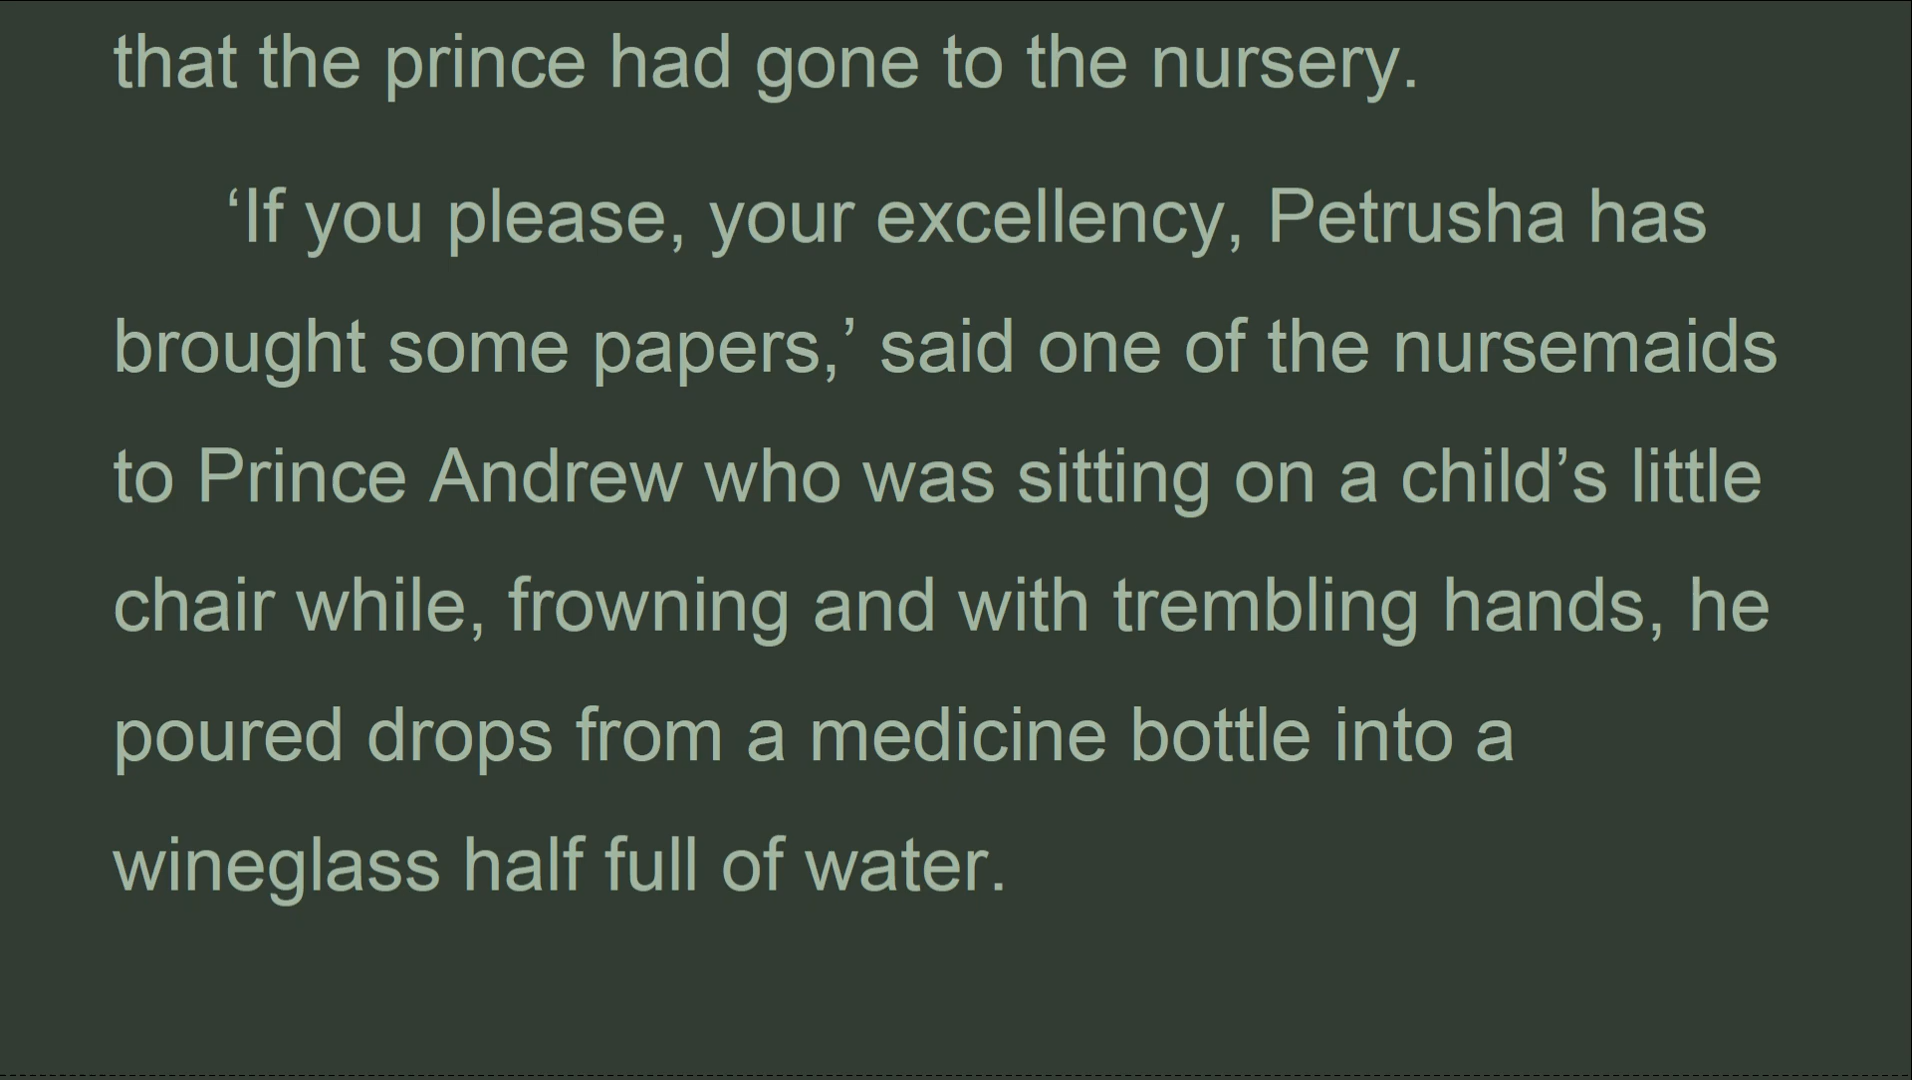 that the prince had gone to the nursery.
‘If you please, your excellency, Petrusha has
brought some papers,’ said one of the nursemaids
to Prince Andrew who was sitting on a child’s little
chair while, frowning and with trembling hands, he
poured drops from a medicine bottle into a
wineglass half full of water.